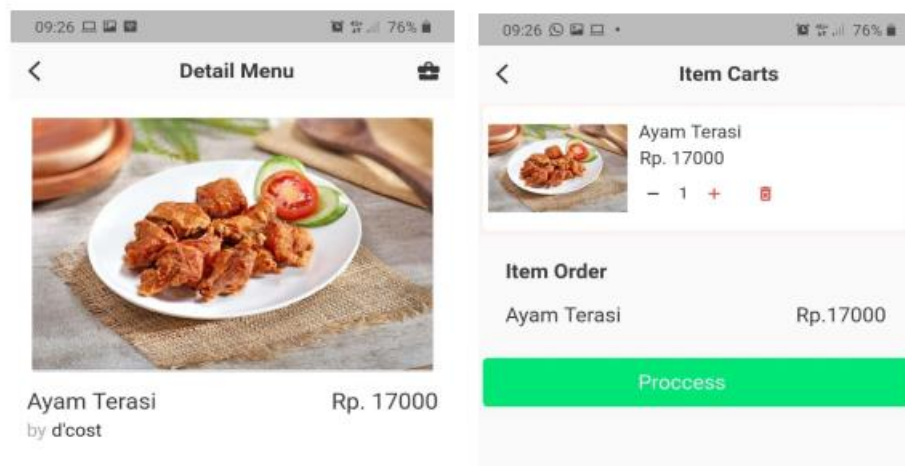 09:26
76%
Detail Menu
Ayam Terasi
Rp. 17000
by d'cost
09:26
76%
Item Carts
Ayam Terasi
Rp. 17000
− 1 +
Item Order
Ayam Terasi
Rp.17000
Proccess